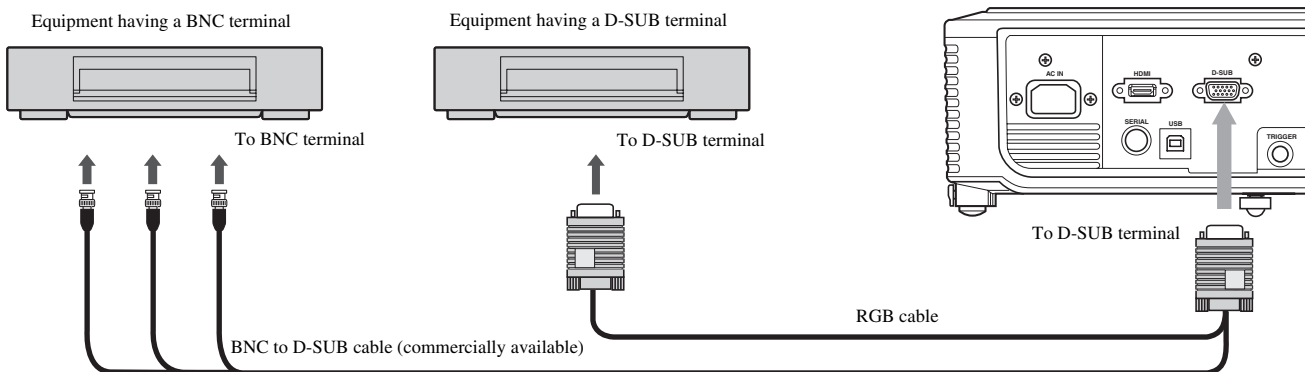 Equipment having a BNC terminal
Equipment having a D-SUB terminal
AC IN
HDMI
D-SUB
SERIAL
USB
TRIGGER
To BNC terminal
To D-SUB terminal
To D-SUB terminal
RGB cable
BNC to D-SUB cable (commercially available)